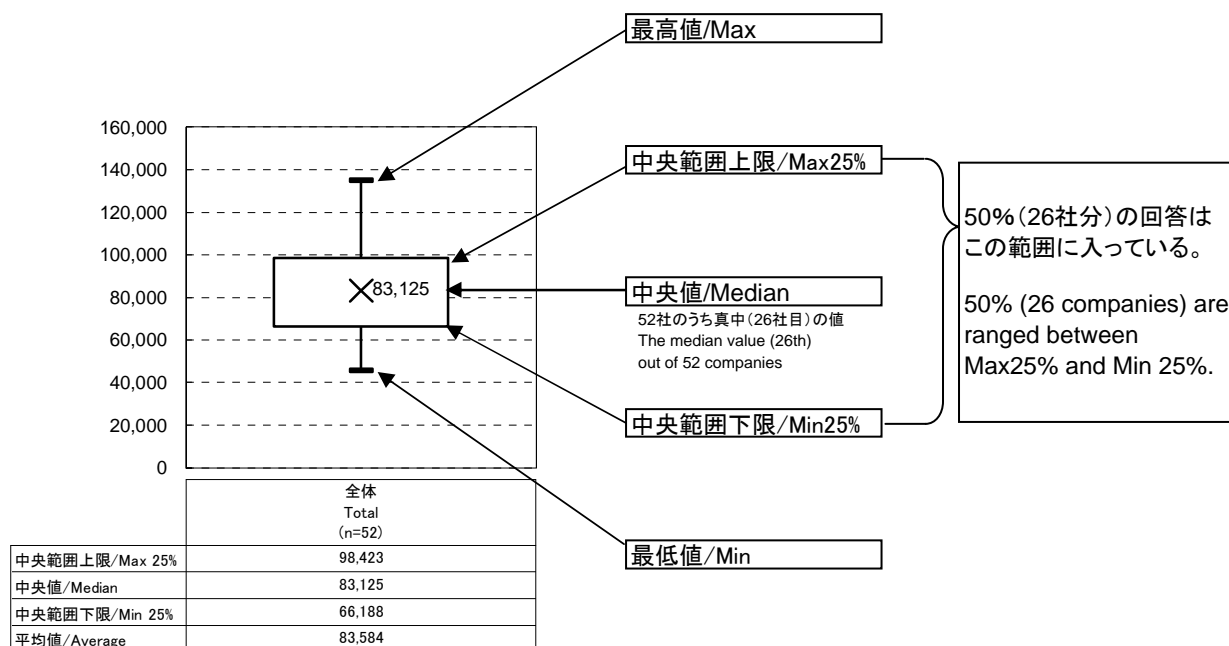 最高値/Max
160,000
140,000
120,000
100,000
80,000
60,000
40,000
20,000
0
83,125
中央範囲上限/Max25%
中央値/Median
52社のうち真中(26社目)の値
The median value (26th)
out of 52 companies
中央範囲下限/Min25%
最低値/Min
50%(26社分)の回答は
この範囲に入っている。
50% (26 companies) are
ranged between
Max25% and Min 25%.
全体
Total
(n=52)
中央範囲上限/Max 25% 98,423
中央値/Median 83,125
中央範囲下限/Min 25% 66,188
平均値/Average 83,584